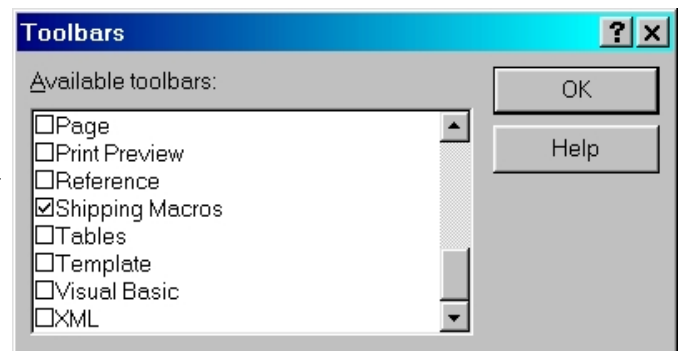 Toolbars
Available toolbars:
OK
Page
Print Preview
Help
Reference
Shipping Macros
Tables
Template
Visual Basic
XML